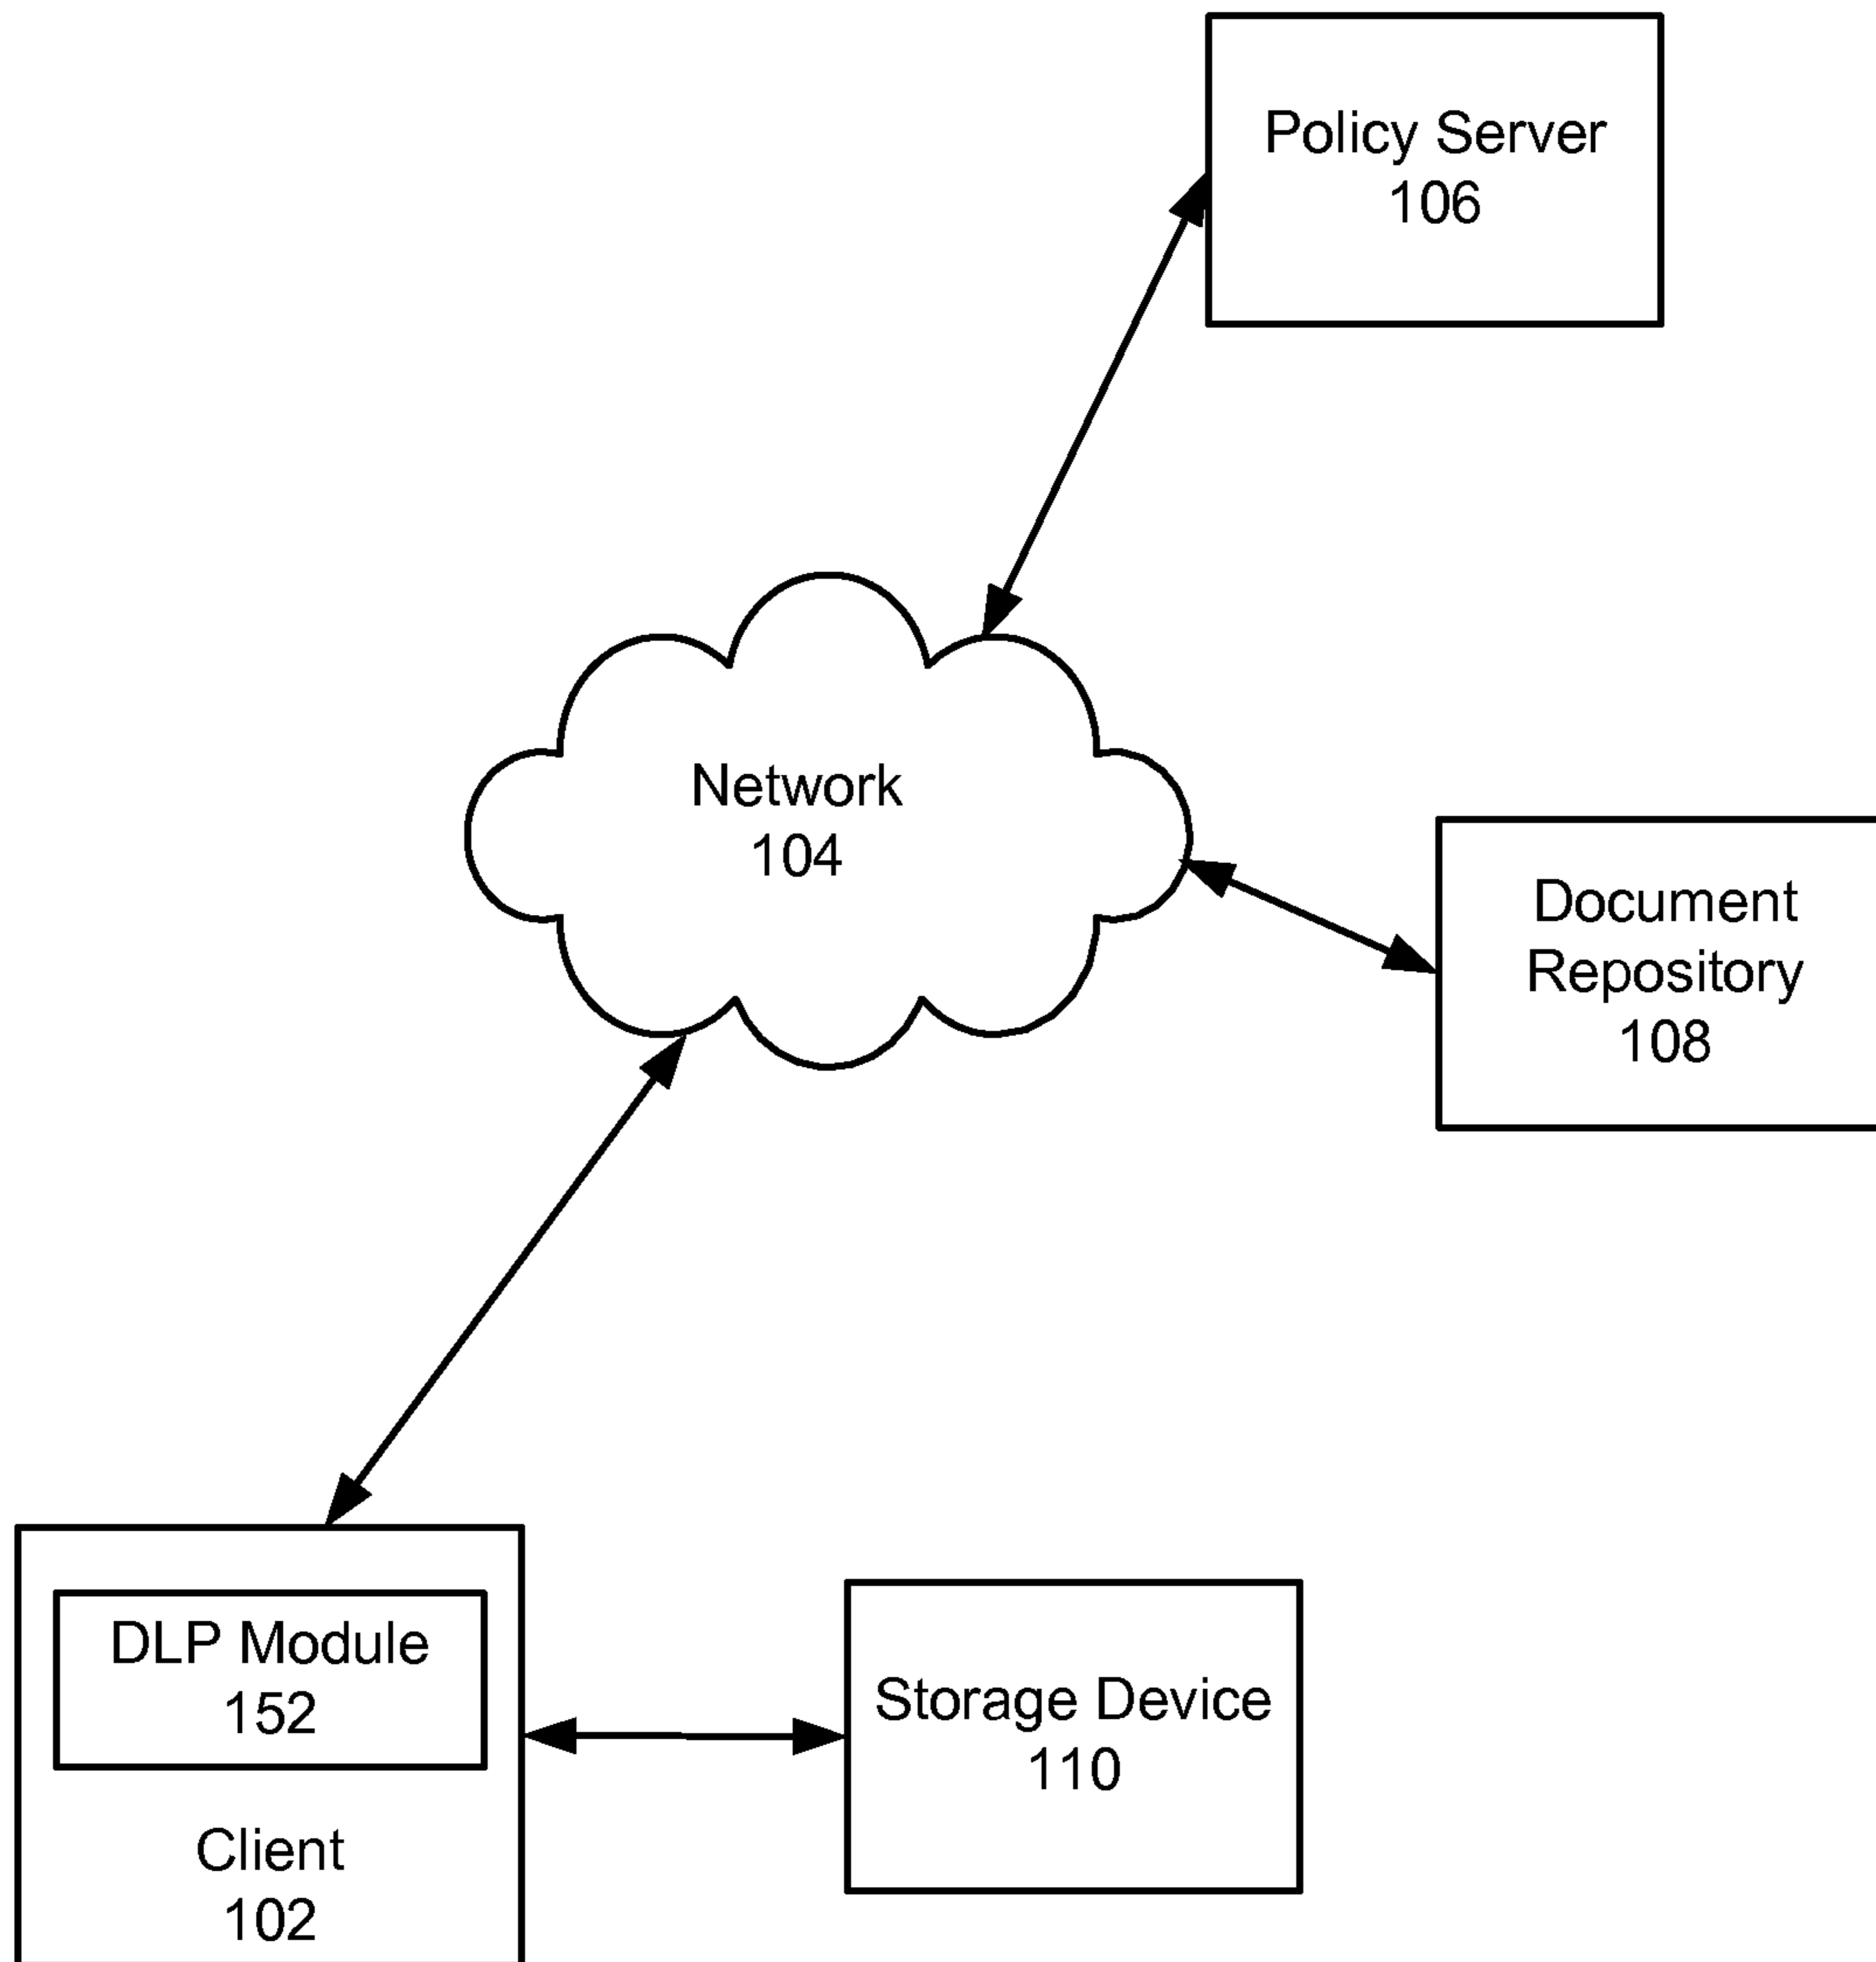 Policy Server
106
Network
104
Document
Repository
108
DLP Module
152
Client
102
Storage Device
110